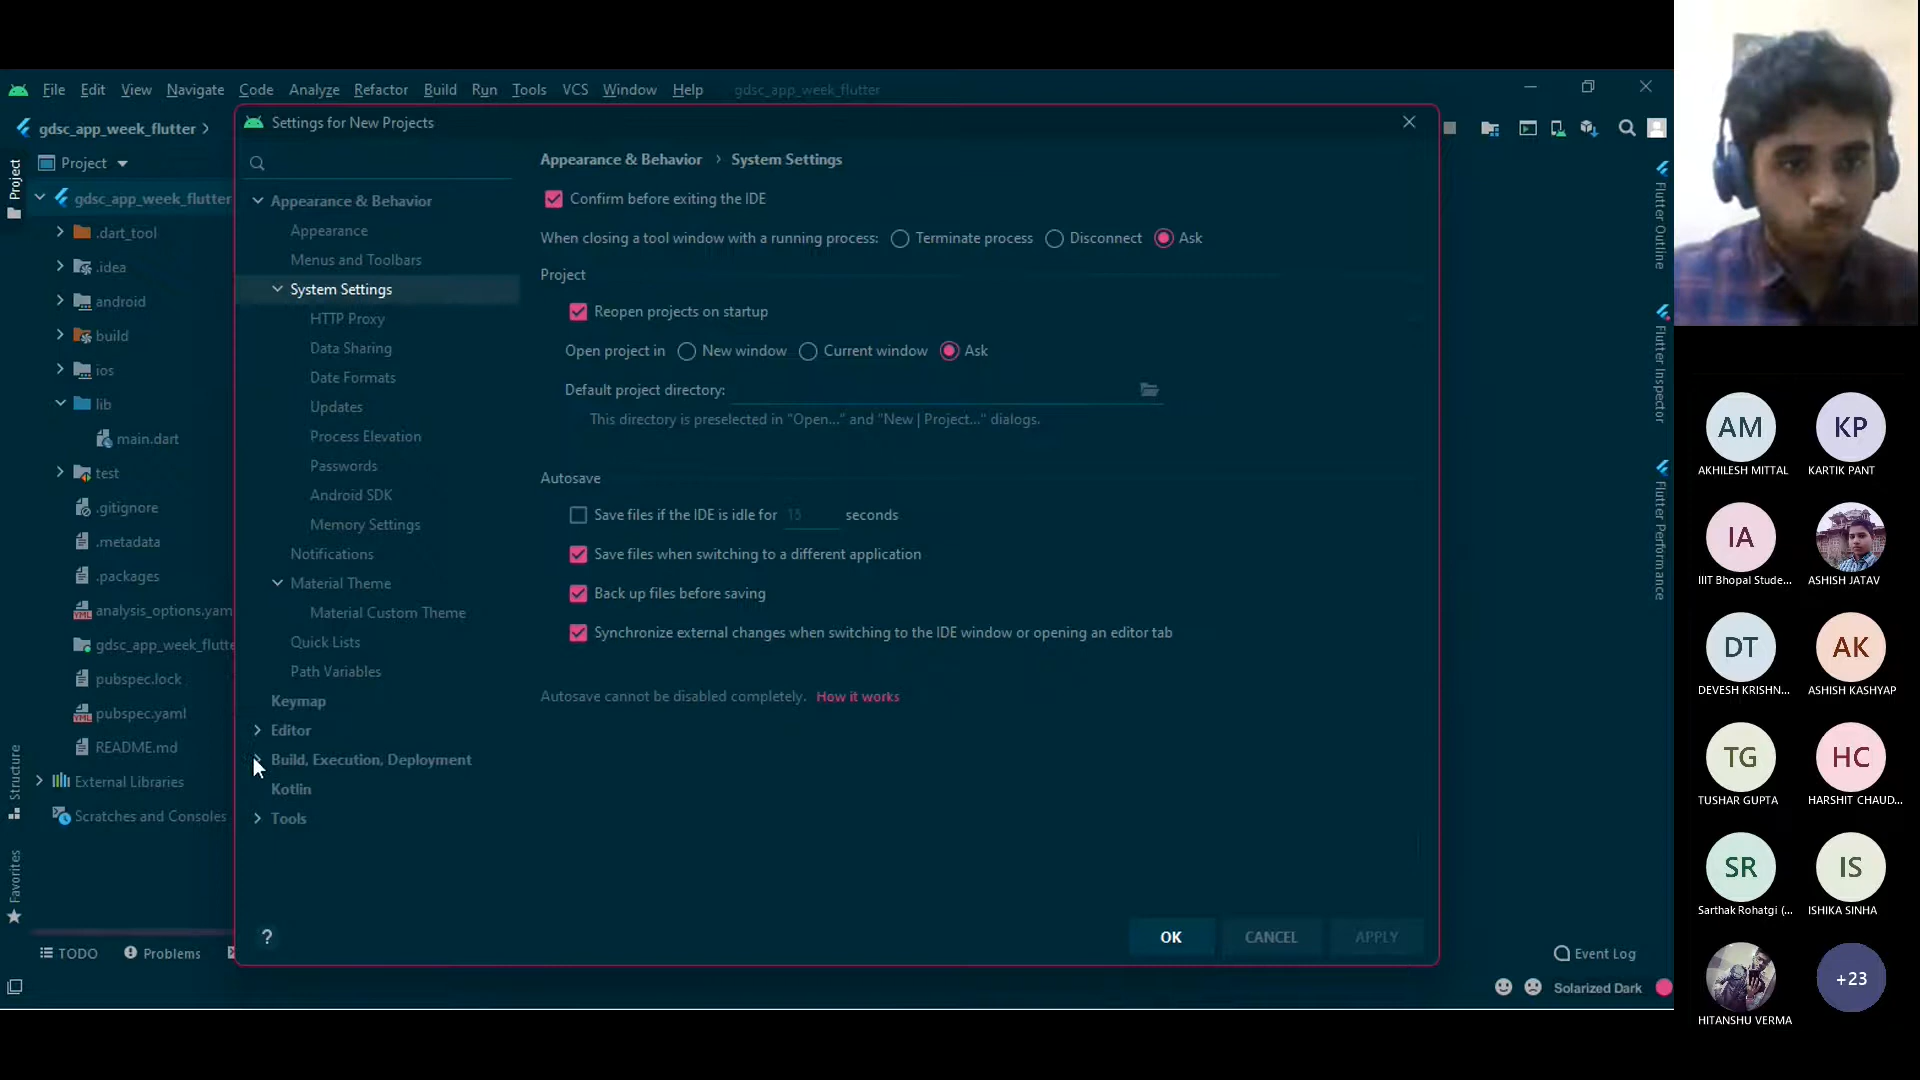 File Edit View Navigate Code Analyze Refactor Build Run Tools VCS Window Help gdsc_app_week_flutter
gdsc_app_week_flutter
Project
Project
gdsc_app_week_flutter
.dart_tool
.idea
android
build
ios
lib
main.dart
test
.gitignore
.metadata
.packages
analysis_options.yam
gdsc_app_week_flutte
pubspec.lock
pubspec.yaml
README.md
External Libraries
Scratches and Consoles
Structure
Favorites
TODO Problems
Settings for New Projects
Appearance & Behavior
Appearance
Menus and Toolbars
System Settings
HTTP Proxy
Data Sharing
Date Formats
Updates
Process Elevation
Passwords
Android SDK
Memory Settings
Notifications
Material Theme
Material Custom Theme
Quick Lists
Path Variables
Keymap
Editor
Build, Execution, Deployment
Kotlin
Tools
?
Appearance & Behavior › System Settings
Confirm before exiting the IDE
When closing a tool window with a running process: Terminate process Disconnect Ask
Project
Reopen projects on startup
Open project in New window Current window Ask
Default project directory:
This directory is preselected in "Open..." and "New | Project..." dialogs.
Autosave
Save files if the IDE is idle for 15 seconds
Save files when switching to a different application
Back up files before saving
Synchronize external changes when switching to the IDE window or opening an editor tab
Autosave cannot be disabled completely. How it works
OK CANCEL APPLY
Flutter Outline
Flutter Inspector
Flutter Performance
Event Log
Solarized Dark
AM KP
AKHILESH MITTAL KARTIK PANT
IA
IIIT Bhopal Stude... ASHISH JATAV
DT AK
DEVESH KRISHN... ASHISH KASHYAP
TG HC
TUSHAR GUPTA HARSHIT CHAUD...
SR IS
Sarthak Rohatgi (... ISHIKA SINHA
+23
HITANSHU VERMA